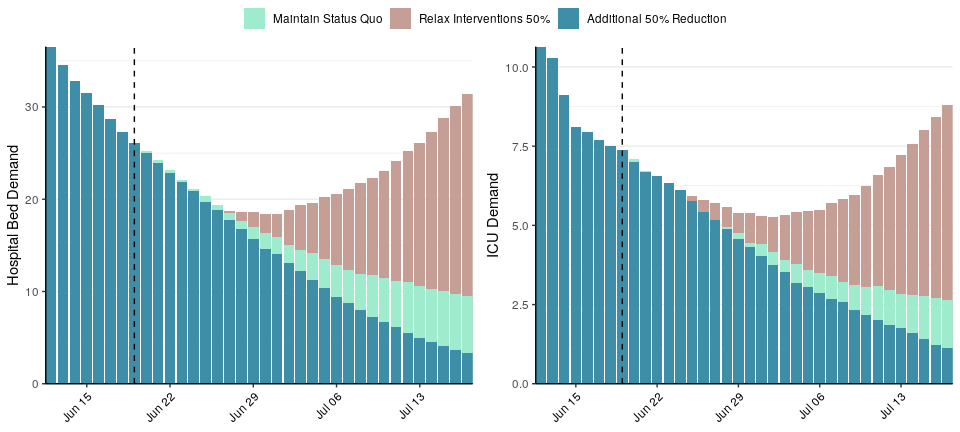 Maintain Status Quo Relax Interventions 50% Additional 50% Reduction
Hospital Bed Demand
30
20
10
0
Jun 15 Jun 22 Jun 29 Jul 06 Jul 13
ICU Demand
10.0
7.5
5.0
2.5
0.0
Jun 15 Jun 22 Jun 29 Jul 06 Jul 13